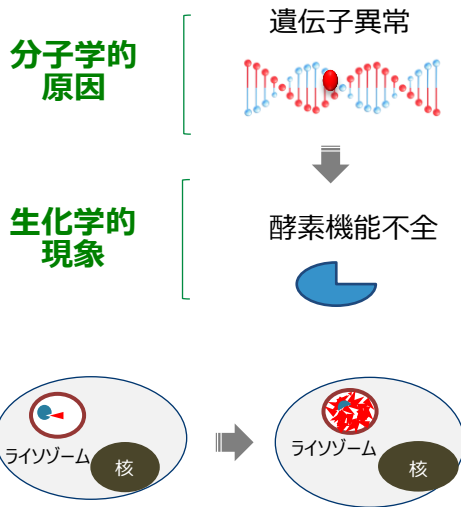 遺伝子異常
分子学的
原因
生化学的
現象
酵素機能不全
ライソゾーム
核
ライソゾーム
核